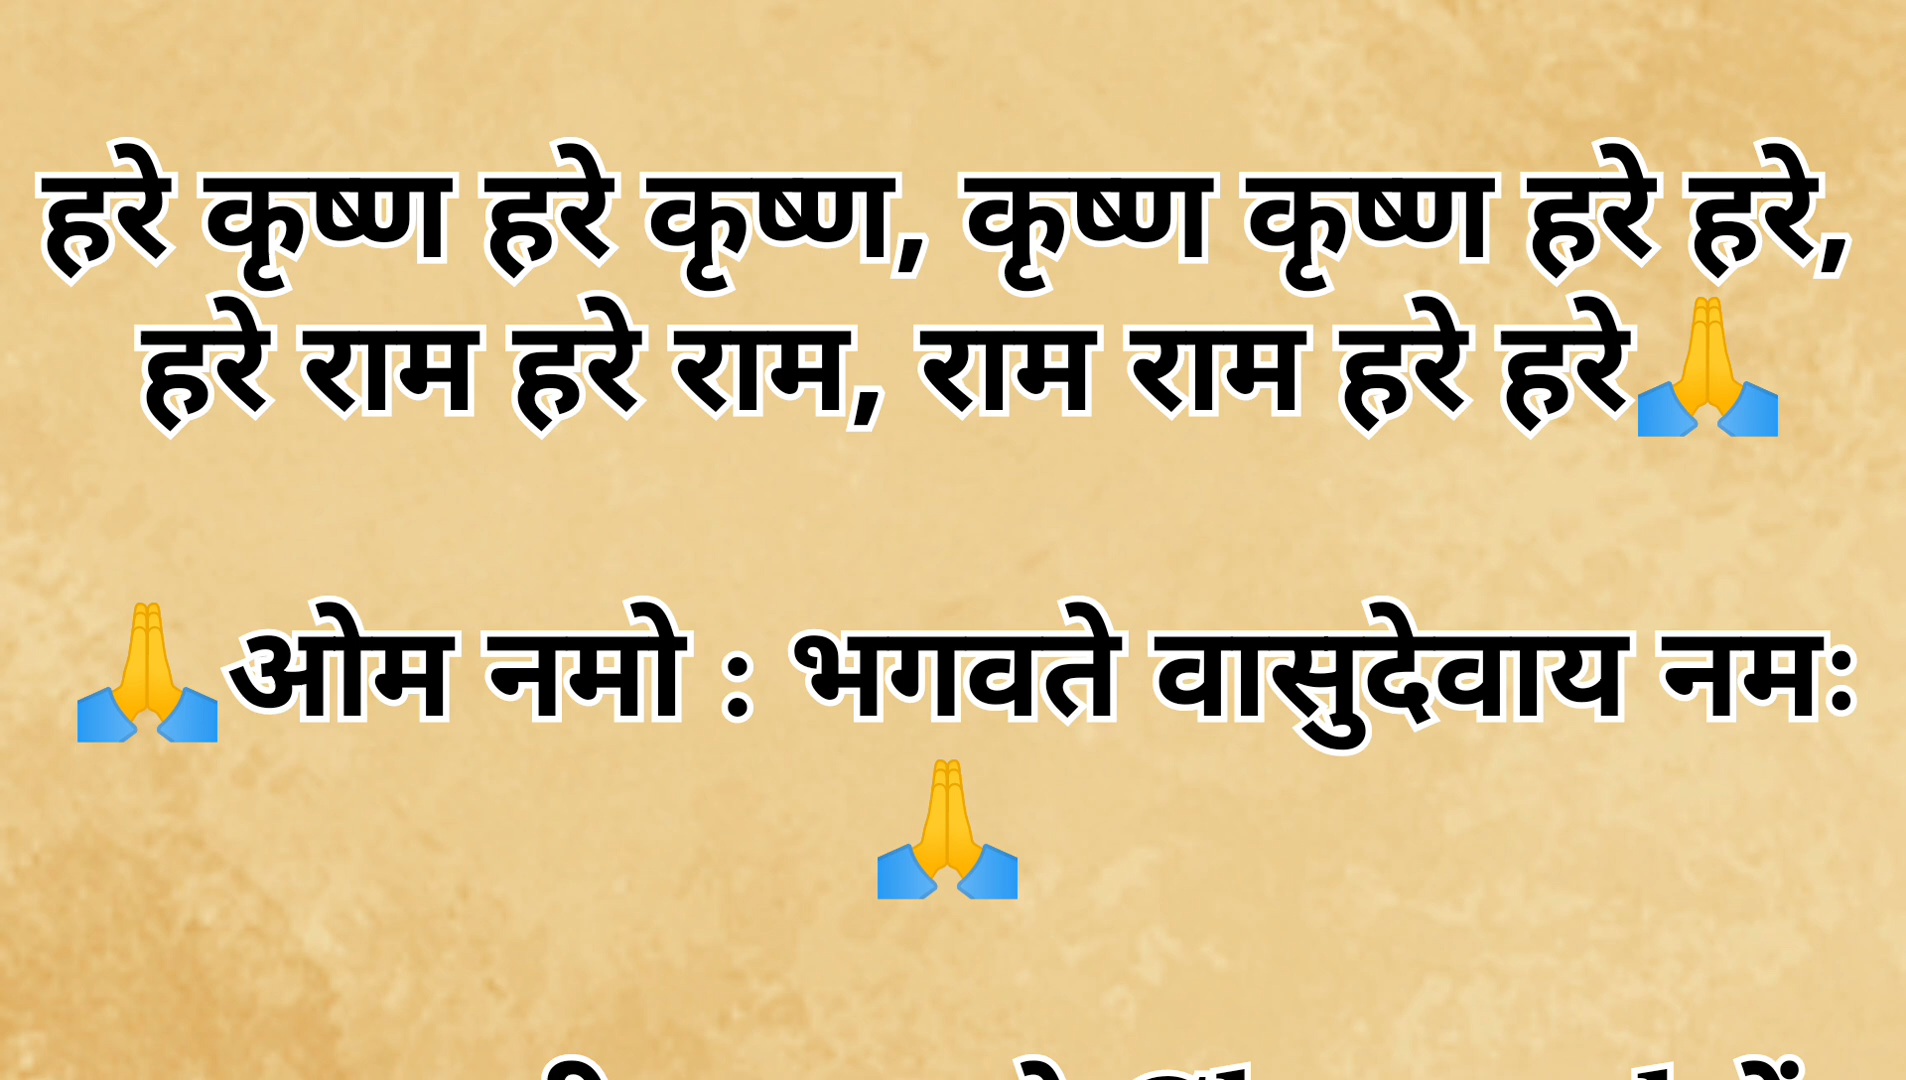 हरे कृष्ण हरे कृष्ण, कृष्ण कृष्ण हरे हरे,
हरे राम हरे राम, राम राम हरे हरे🙏
🙏ओम नमो : भगवते वासुदेवाय नमः
🙏